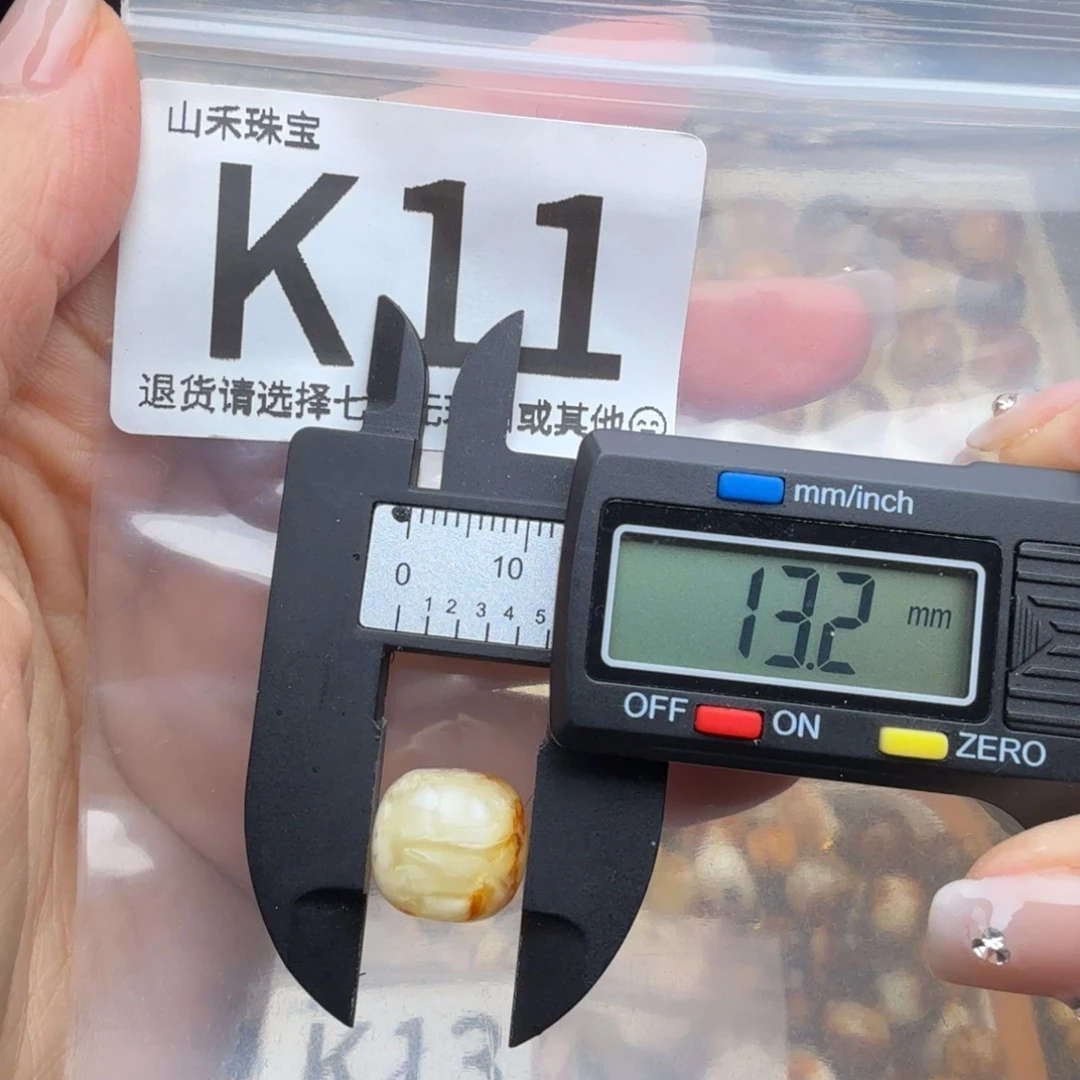 山禾珠宝
K11
退货请选择七
或其他
mm/inch
0 10
1 2 3 4 5
13.2 mm
OFF ON
ZERO
K13